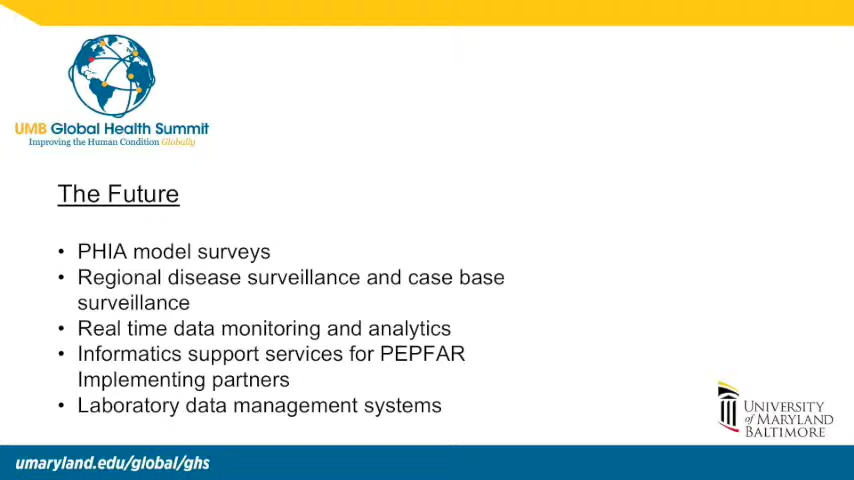 UMB Global Health Summit
Improving the Human Condition Globally
The Future
• PHIA model surveys
• Regional disease surveillance and case base
surveillance
• Real time data monitoring and analytics
• Informatics support services for PEPFAR
Implementing partners
• Laboratory data management systems
UNIVERSITY
of MARYLAND
BALTIMORE
umaryland.edu/global/ghs